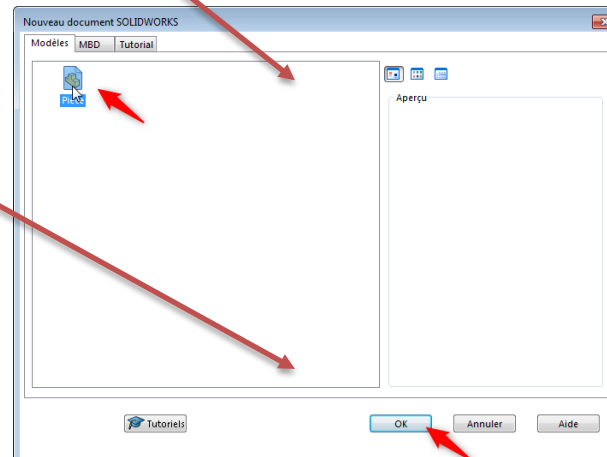 Nouveau document SOLIDWORKS
Modèles MBD Tutorial
Pièce
Aperçu
Tutoriels OK Annuler Aide